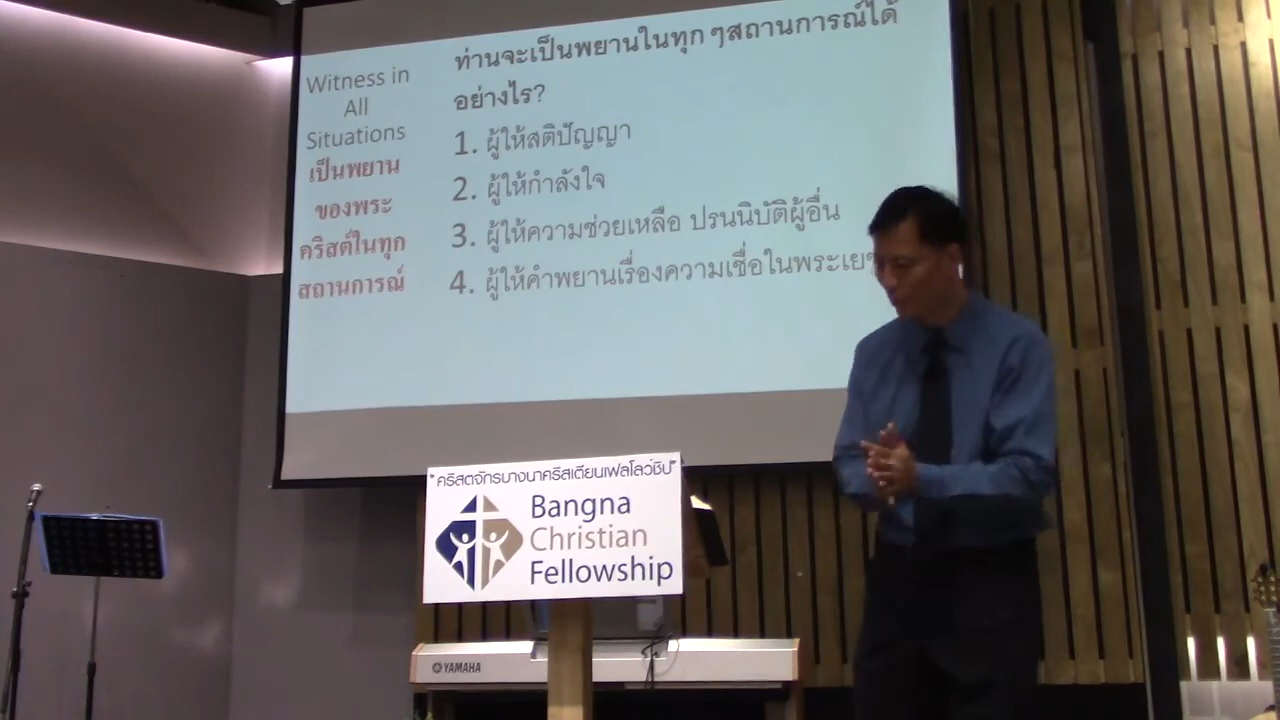 Witness in
All
Situations
เป็นพยาน
ของพระ
คริสต์ในทุก
สถานการณ์
ท่านจะเป็นพยานในทุกๆสถานการณ์ได้
อย่างไร?
1. ผู้ให้สติปัญญา
2. ผู้ให้กำลังใจ
3. ผู้ให้ความช่วยเหลือ ปรนนิบัติผู้อื่น
4. ผู้ให้คำพยานเรื่องความเชื่อใน
"คริสตจักรบางนาคริสเตียนเฟลโลว์ชิป"
Bangna
Christian
Fellowship
YAMAHA